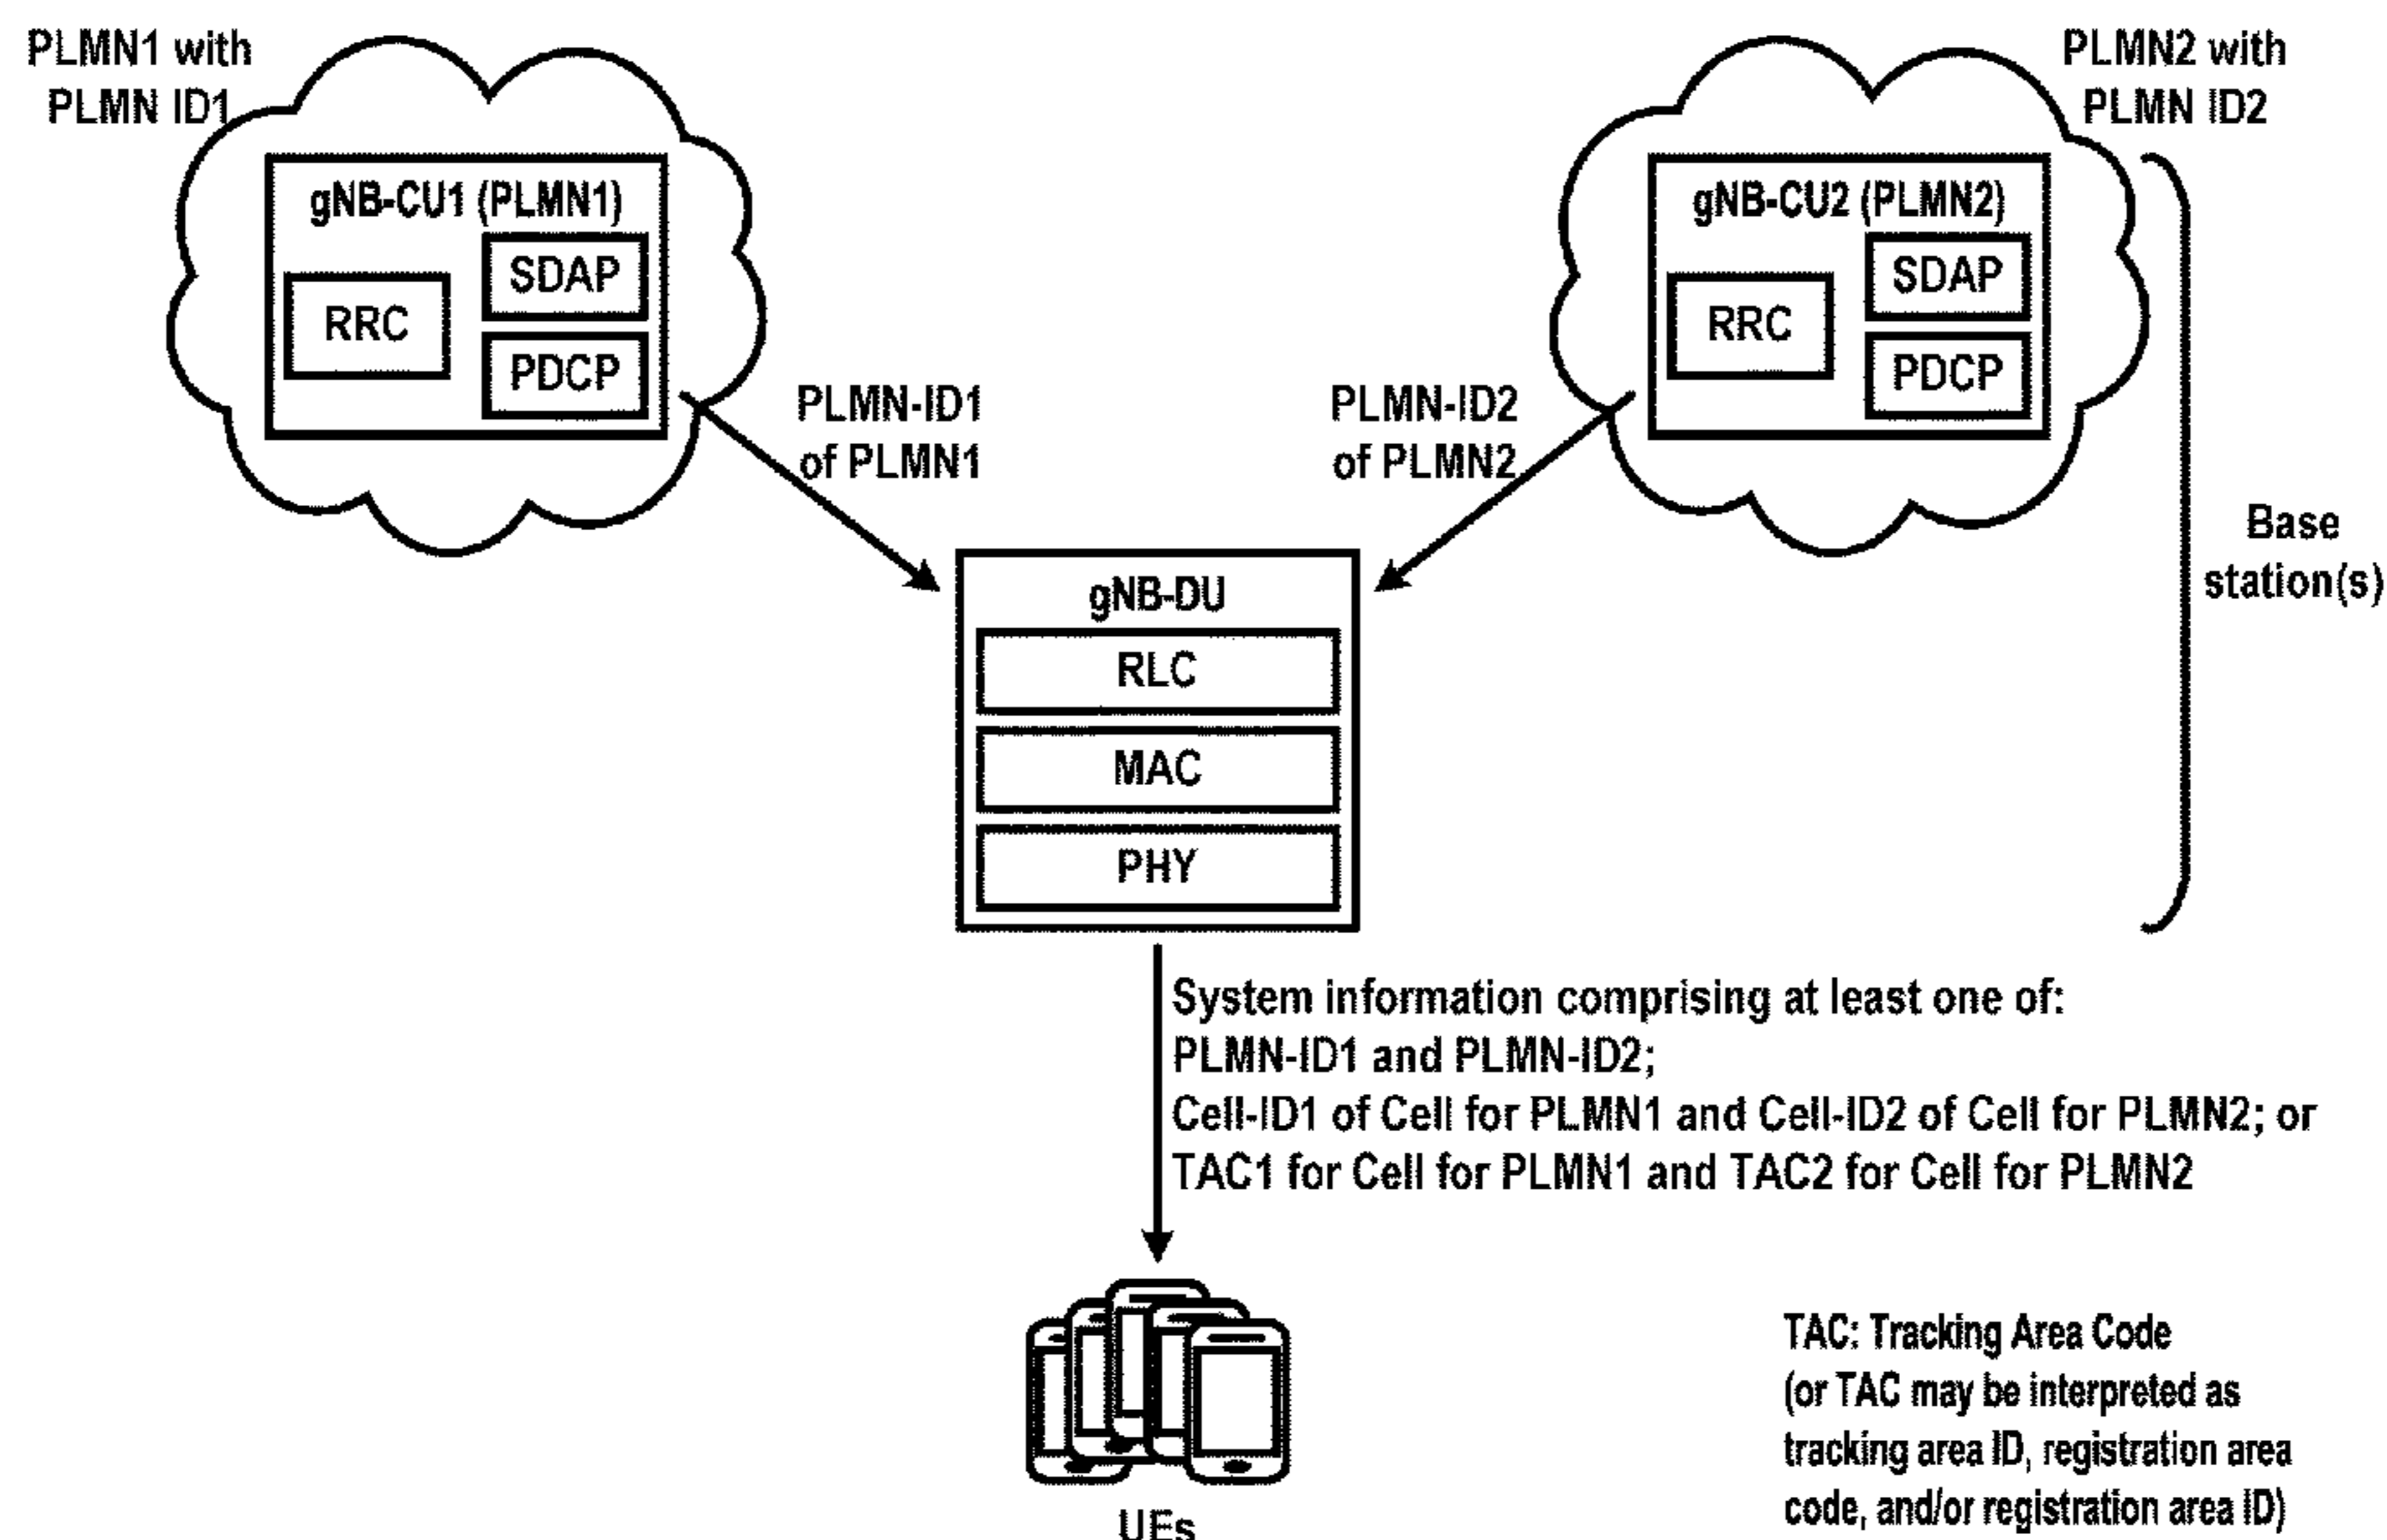 PLMN1 with
PLMN ID1
gNB-CU1 (PLMN1)
RRC
SDAP
PDCP
PLMN2 with
PLMN ID2
gNB-CU2 (PLMN2)
RRC
SDAP
PDCP
PLMN-ID1
of PLMN1
PLMN-ID2
of PLMN2
Base
station(s)
gNB-DU
RLC
MAC
PHY
System information comprising at least one of:
PLMN-ID1 and PLMN-ID2;
Cell-ID1 of Cell for PLMN1 and Cell-ID2 of Cell for PLMN2; or
TAC1 for Cell for PLMN1 and TAC2 for Cell for PLMN2
UEs
TAC: Tracking Area Code
(or TAC may be interpreted as
tracking area ID, registration area
code, and/or registration area ID)